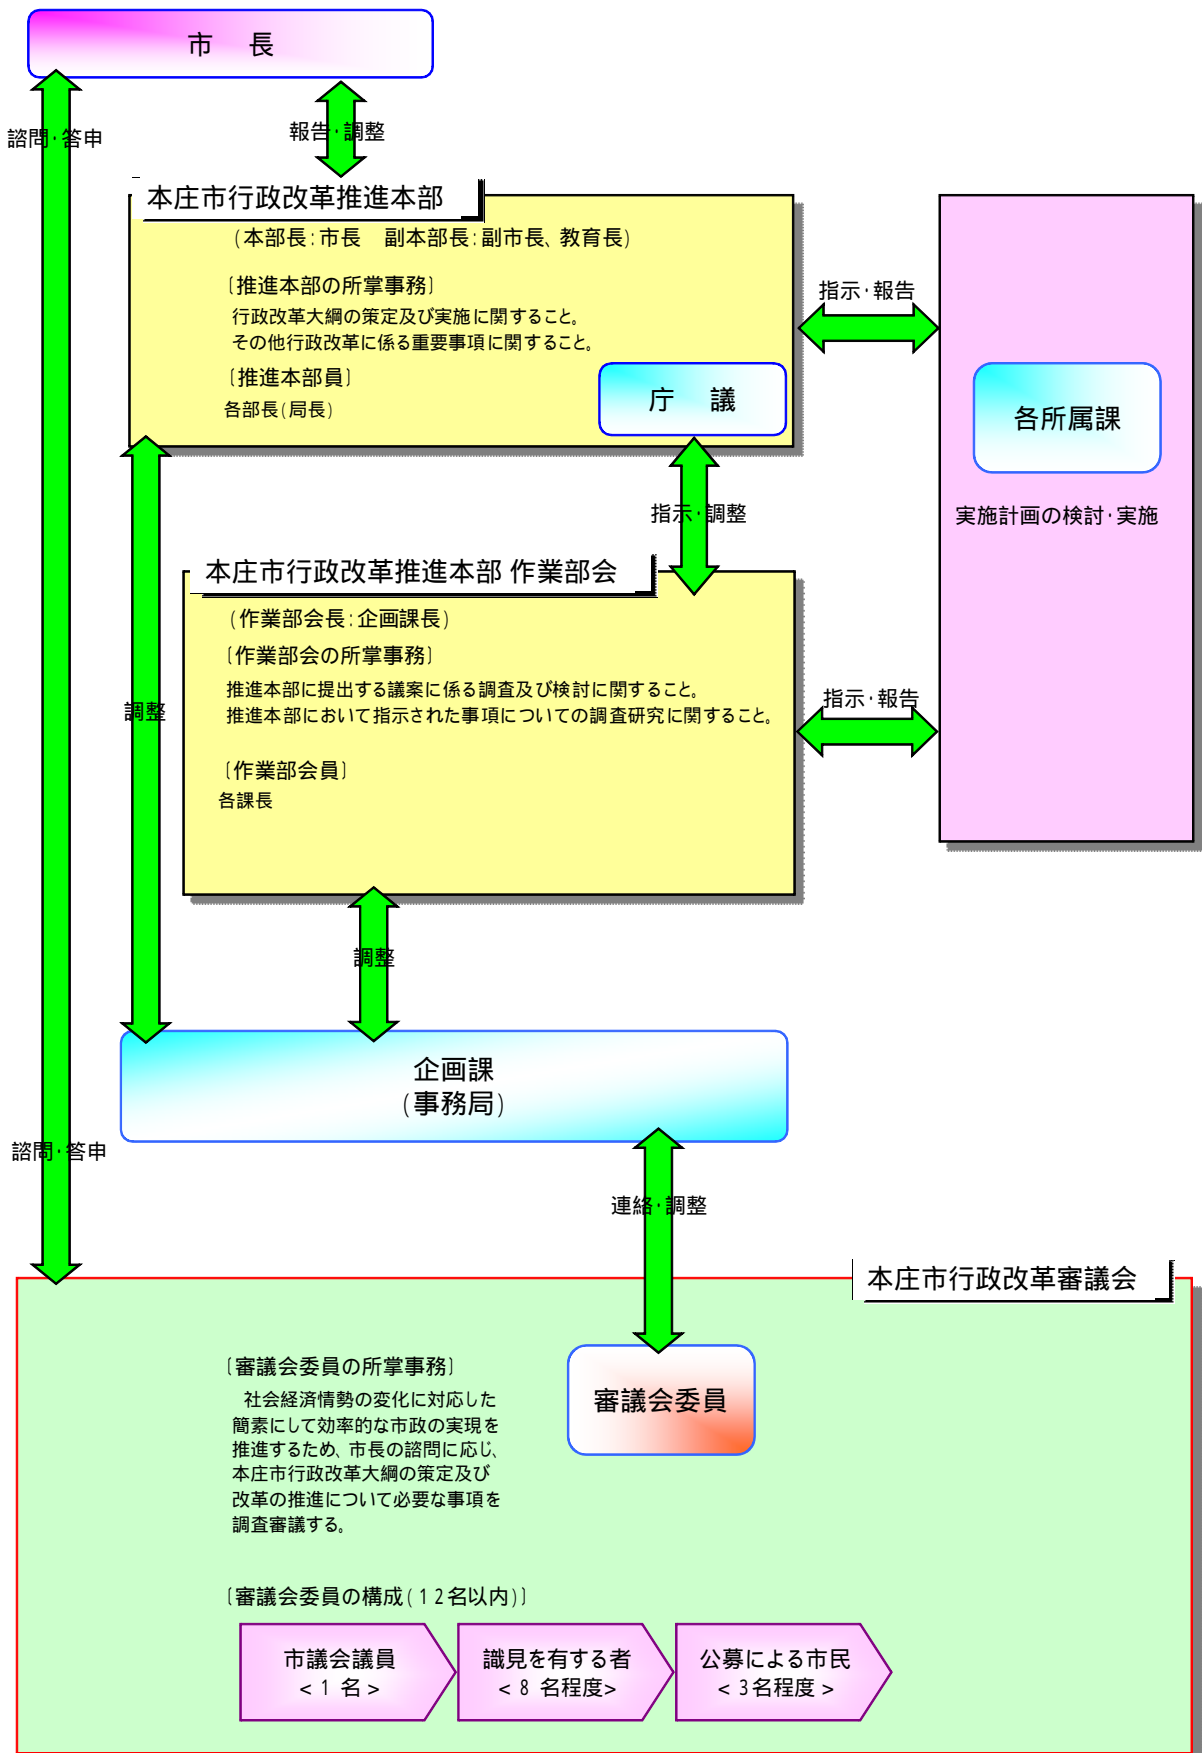 市　長
諮問・答申
報告・調整
本庄市行政改革推進本部
(本部長:市長　副本部長:副市長、教育長)
〔推進本部の所掌事務〕
行政改革大綱の策定及び実施に関すること。
その他行政改革に係る重要事項に関すること。
〔推進本部員〕
各部長(局長)
庁　議
指示・報告
各所属課
実施計画の検討・実施
指示・調整
本庄市行政改革推進本部 作業部会
(作業部会長:企画課長)
〔作業部会の所掌事務〕
推進本部に提出する議案に係る調査及び検討に関すること。
推進本部において指示された事項についての調査研究に関すること。
〔作業部会員〕
各課長
指示・報告
調整
調整
企画課
(事務局)
諮問・答申
連絡・調整
本庄市行政改革審議会
〔審議会委員の所掌事務〕
社会経済情勢の変化に対応した
簡素にして効率的な市政の実現を
推進するため、市長の諮問に応じ、
本庄市行政改革大綱の策定及び
改革の推進について必要な事項を
調査審議する。
審議会委員
〔審議会委員の構成(12名以内)〕
市議会議員
<1 名>
識見を有する者
<8 名程度>
公募による市民
<3名程度>